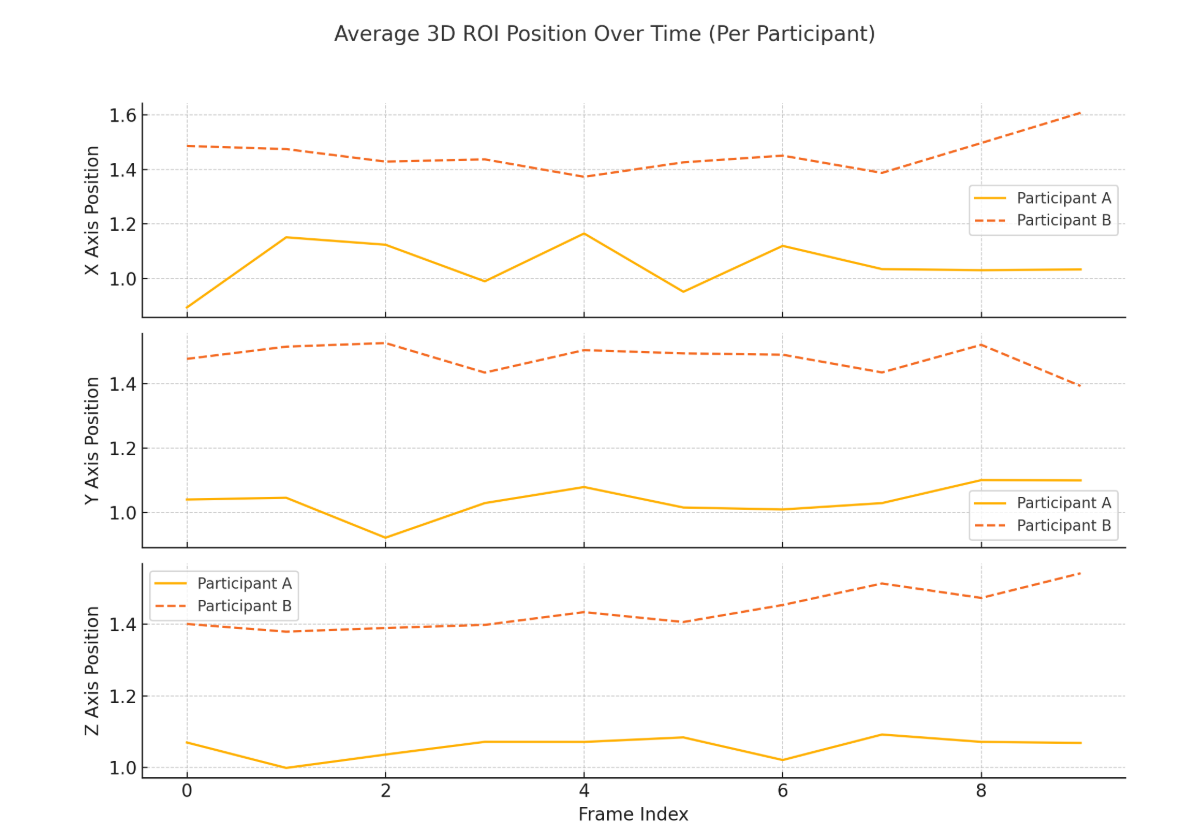 Average 3D ROI Position Over Time (Per Participant)
1.6
1.4
1.2
1.0
X Axis Position
Participant A
Participant B
1.4
1.2
1.0
Y Axis Position
Participant A
Participant B
1.4
1.2
1.0
Z Axis Position
Participant A
Participant B
0 2 4 6 8
Frame Index